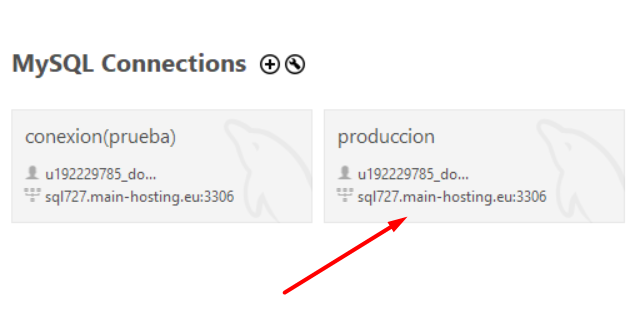 MySQL Connections
conexion(prueba)
u192229785_do...
sql727.main-hosting.eu:3306
produccion
u192229785_do...
sql727.main-hosting.eu:3306